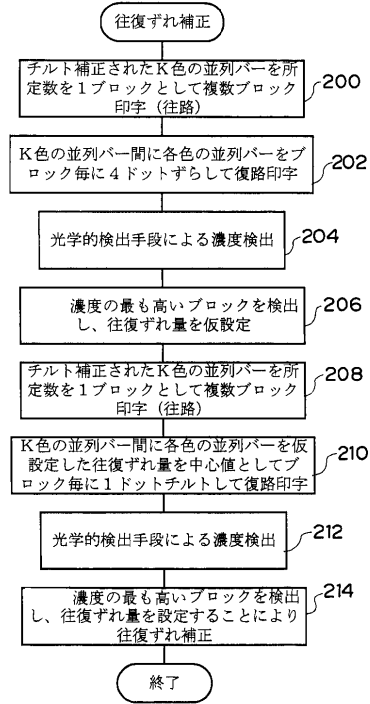 往復ずれ補正
チルト補正されたK色の並列バーを所
定数を1ブロックとして複数ブロック
印字（往路）
200
K色の並列バー間に各色の並列バーをブ
ロック毎に4ドットずらして復路印字
202
光学的検出手段による濃度検出
204
濃度の最も高いブロックを検出
し、往復ずれ量を仮設定
206
チルト補正されたK色の並列バーを所
定数を1ブロックとして複数ブロック
印字（往路）
208
K色の並列バー間に各色の並列バーを仮
設定した往復ずれ量を中心値としてブ
ロック毎に1ドットチルトして復路印字
210
光学的検出手段による濃度検出
212
濃度の最も高いブロックを検出
し、往復ずれ量を設定することにより
往復ずれ補正
214
終了